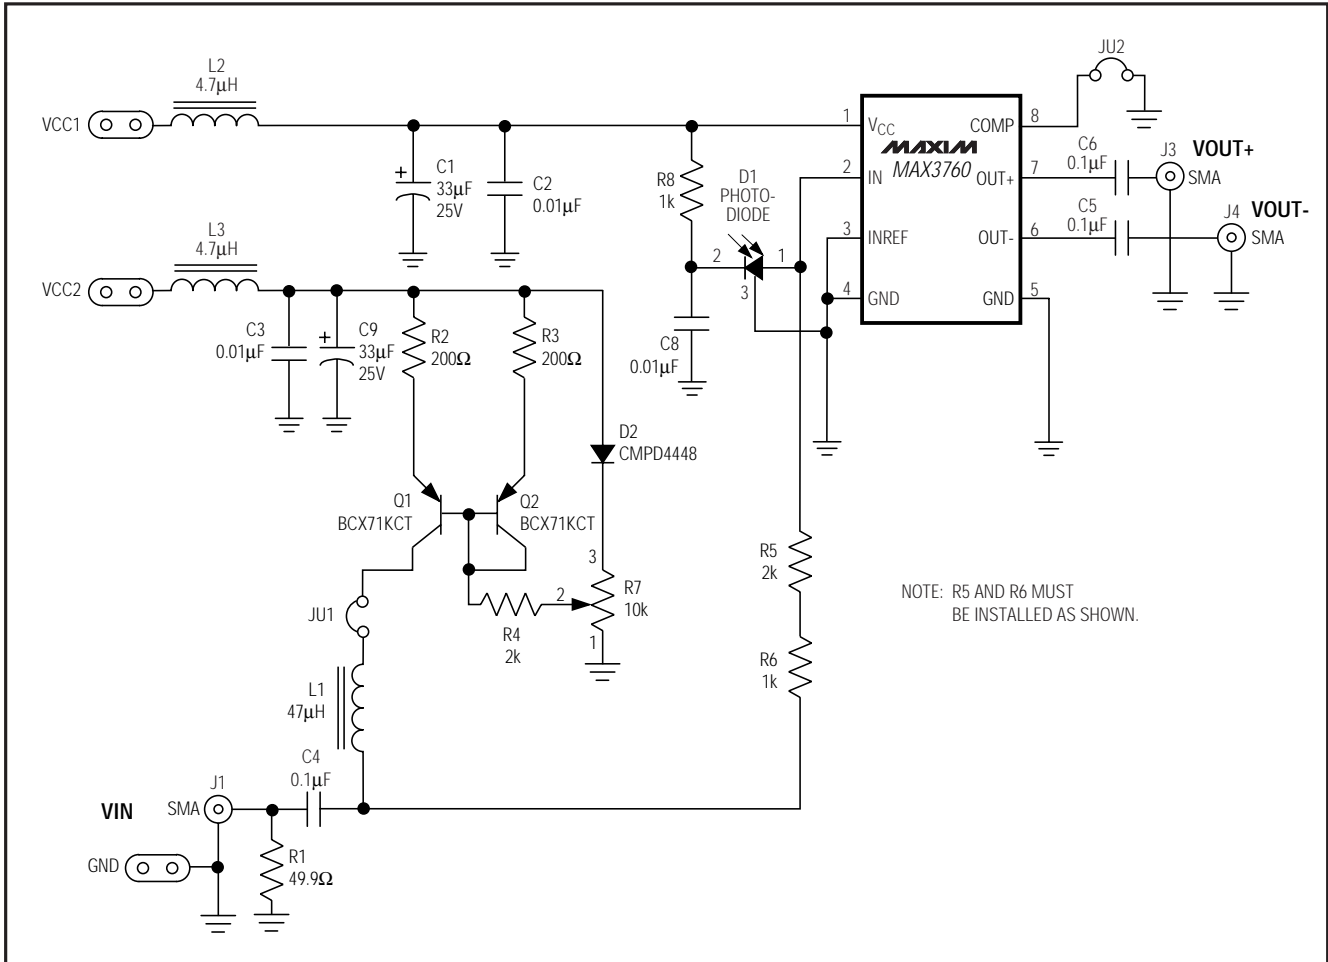 L2
4.7µH
VCC1
C1
33µF
25V
C2
0.01µF
R8
1k
D1
PHOTO-
DIODE
2
1
3
C8
0.01µF
1
VCC
2
IN
3
INREF
4
GND
MAXIM
MAX3760
COMP
8
OUT+
7
OUT-
6
GND
5
JU2
C6
0.1µF
J3
VOUT+
SMA
C5
0.1µF
J4
VOUT-
SMA
L3
4.7µH
VCC2
C3
0.01µF
C9
33µF
25V
R2
200Ω
R3
200Ω
D2
CMPD4448
Q1
BCX71KCT
Q2
BCX71KCT
3
R7
10k
2
1
R4
2k
JU1
L1
47µH
R5
2k
R6
1k
NOTE: R5 AND R6 MUST
BE INSTALLED AS SHOWN.
C4
0.1µF
J1
VIN
SMA
GND
R1
49.9Ω